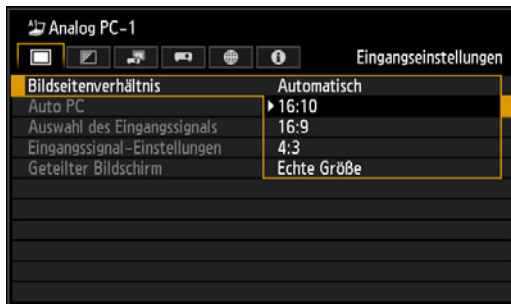 Analog PC-1
Eingangseinstellungen
Bildseitenverhältnis
Automatisch
Auto PC
16:10
Auswahl des Eingangssignals
16:9
Eingangssignal-Einstellungen
4:3
Geteilter Bildschirm
Echte Größe